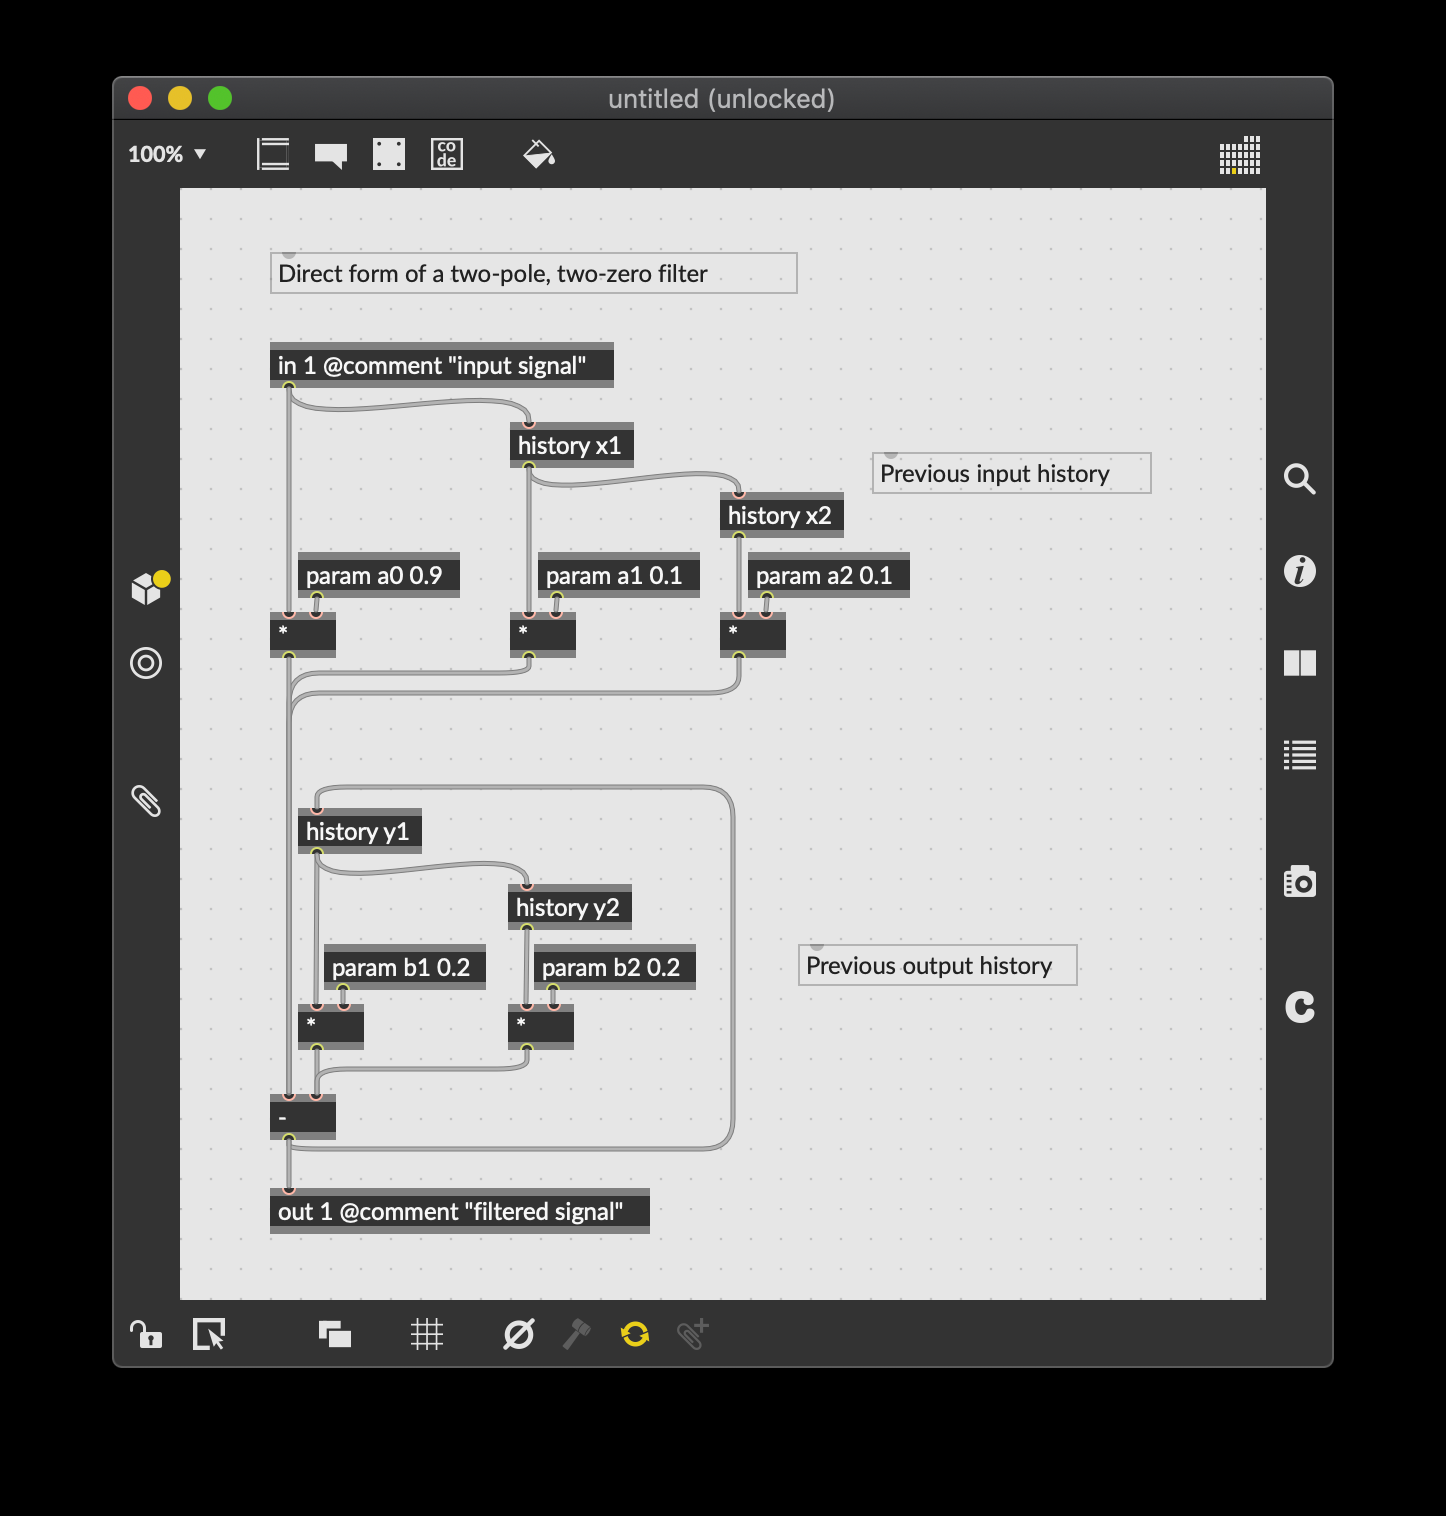 untitled (unlocked)
100%
co
de
Direct form of a two-pole, two-zero filter
in 1 @comment "input signal"
history x1
Previous input history
history x2
param a0 0.9
param a1 0.1
param a2 0.1
*
*
*
history y1
history y2
param b1 0.2
param b2 0.2
Previous output history
*
*
-
out 1 @comment "filtered signal"